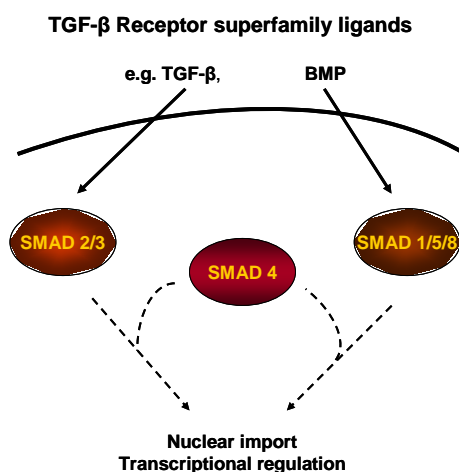 TGF-β Receptor superfamily ligands
e.g. TGF-β, BMP
SMAD 2/3
SMAD 1/5/8
SMAD 4
Nuclear import
Transcriptional regulation